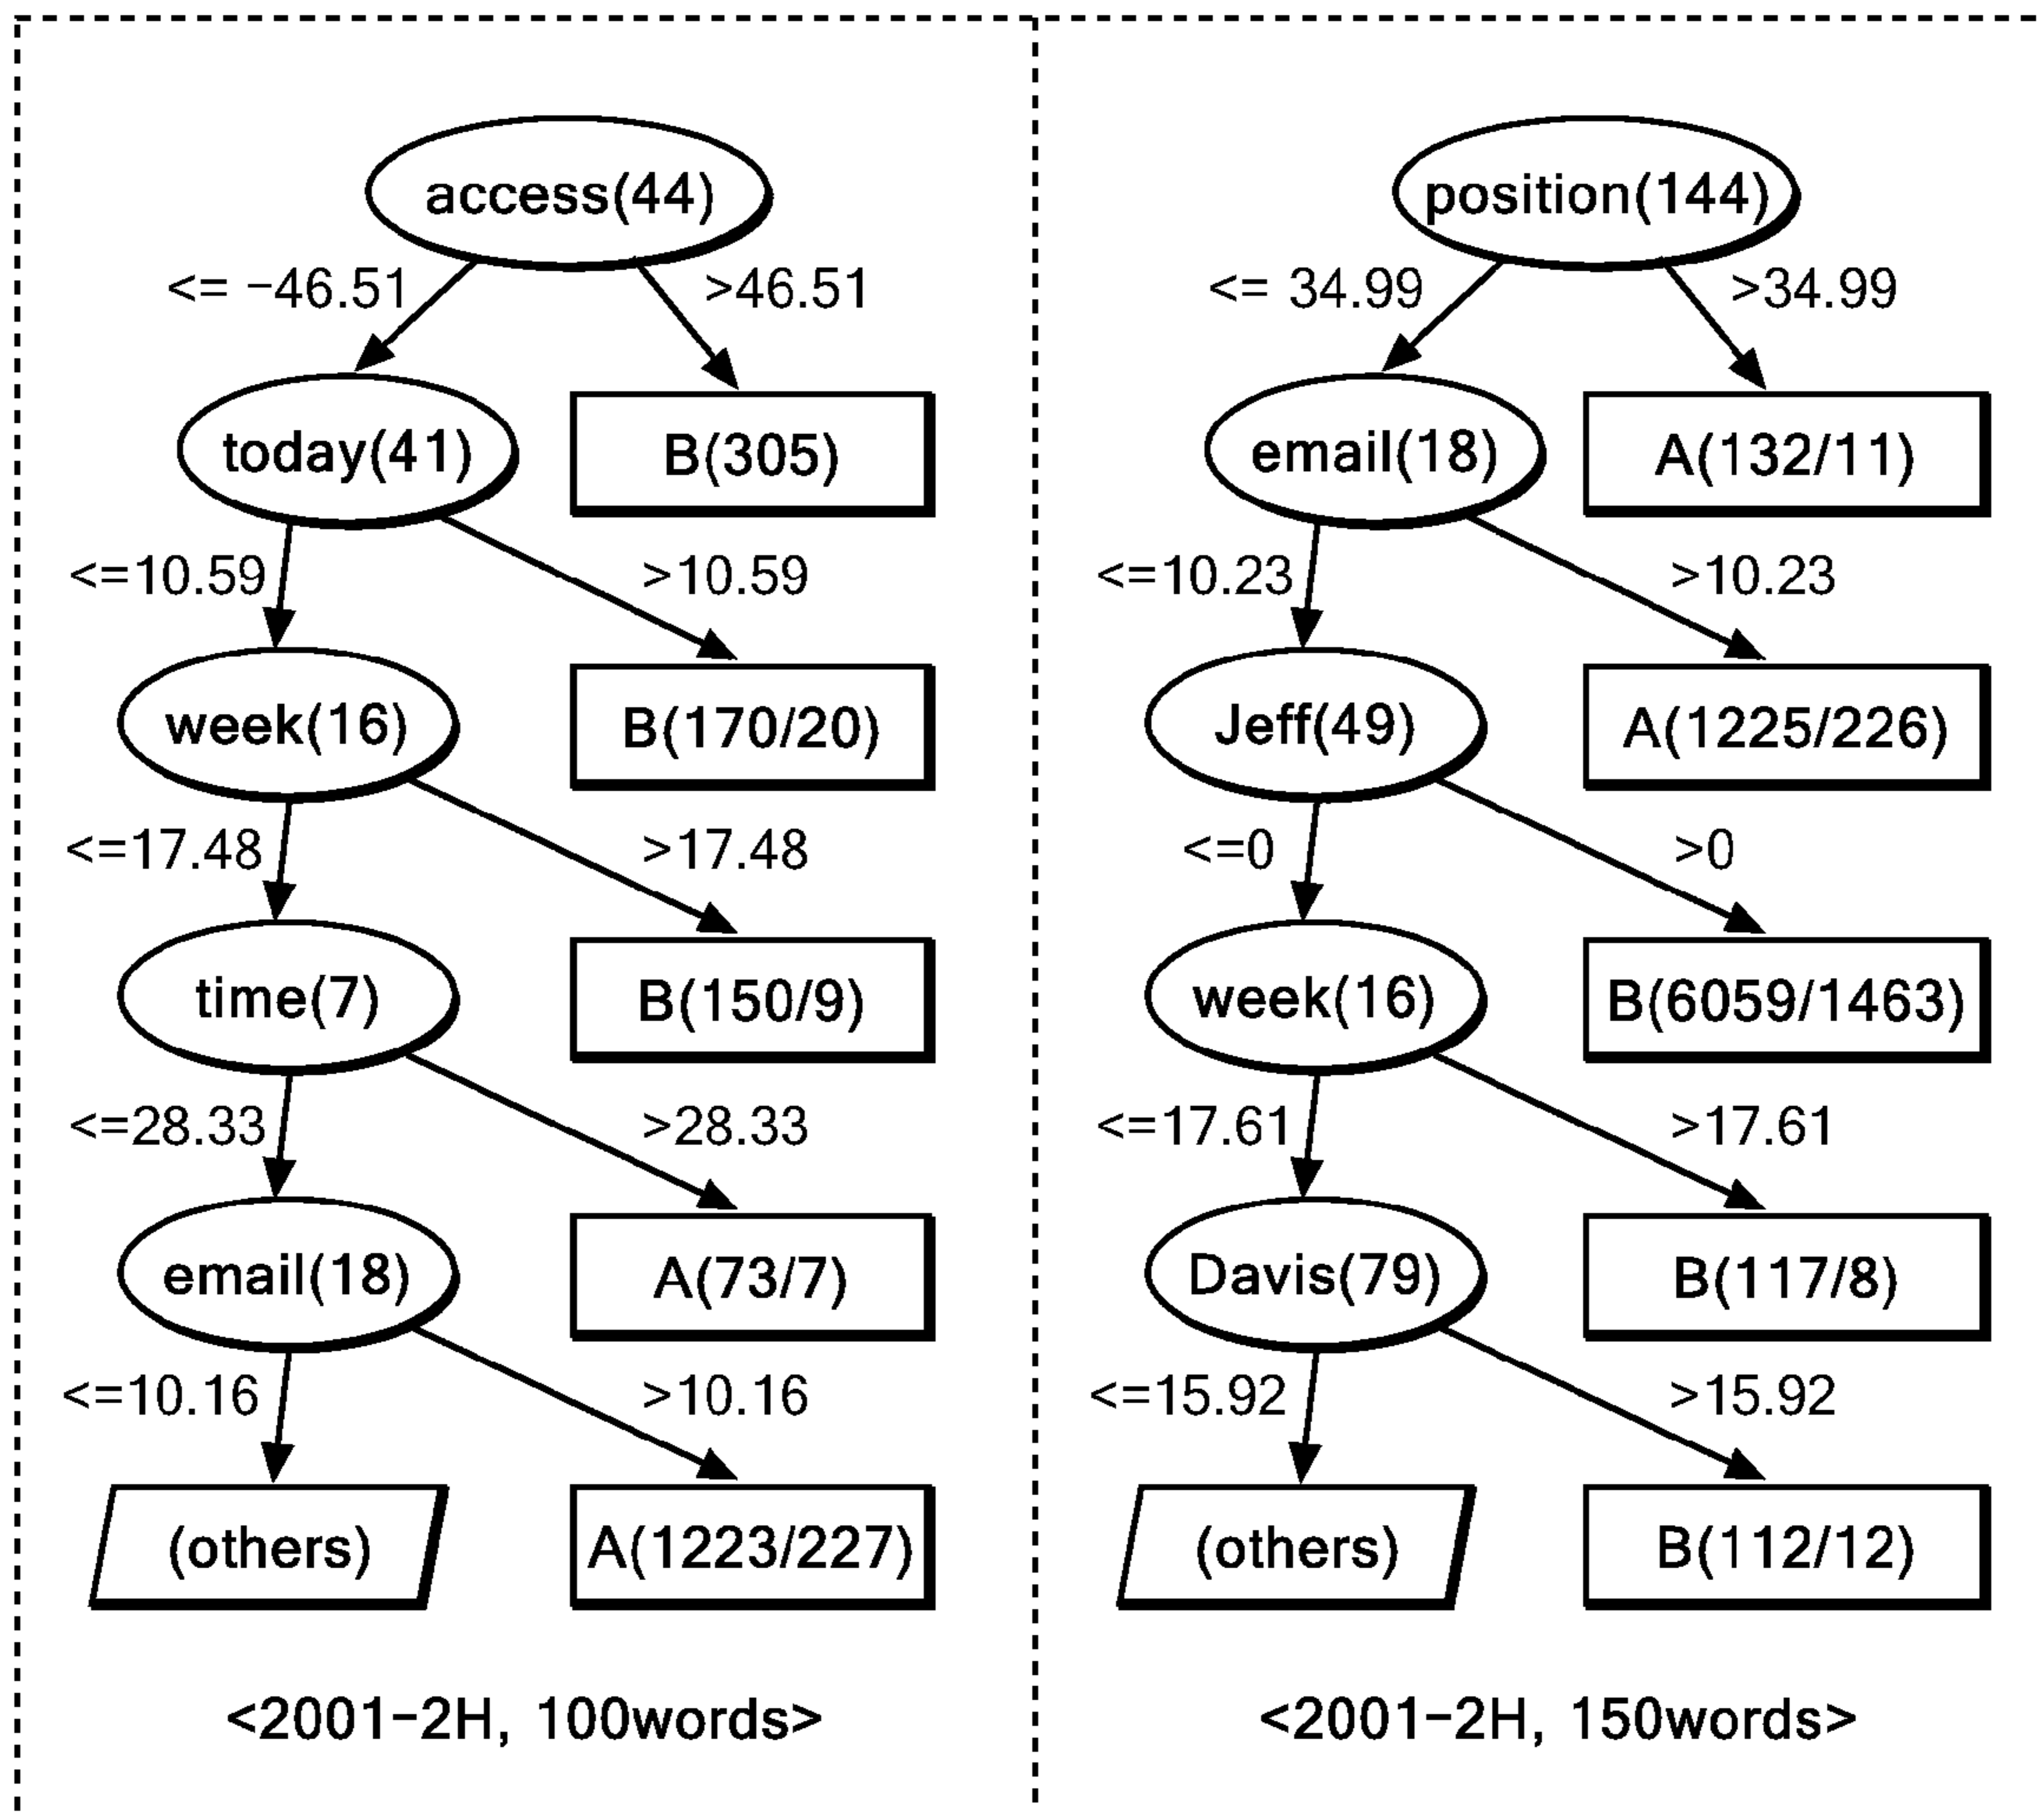 access(44)
<= -46.51
>46.51
today(41)
B(305)
<=10.59
>10.59
week(16)
B(170/20)
<=17.48
>17.48
time(7)
B(150/9)
<=28.33
>28.33
email(18)
A(73/7)
<=10.16
>10.16
(others)
A(1223/227)
<2001-2H, 100words>
position(144)
<= 34.99
>34.99
email(18)
A(132/11)
<=10.23
>10.23
Jeff(49)
A(1225/226)
<=0
>0
week(16)
B(6059/1463)
<=17.61
>17.61
Davis(79)
B(117/8)
<=15.92
>15.92
(others)
B(112/12)
<2001-2H, 150words>